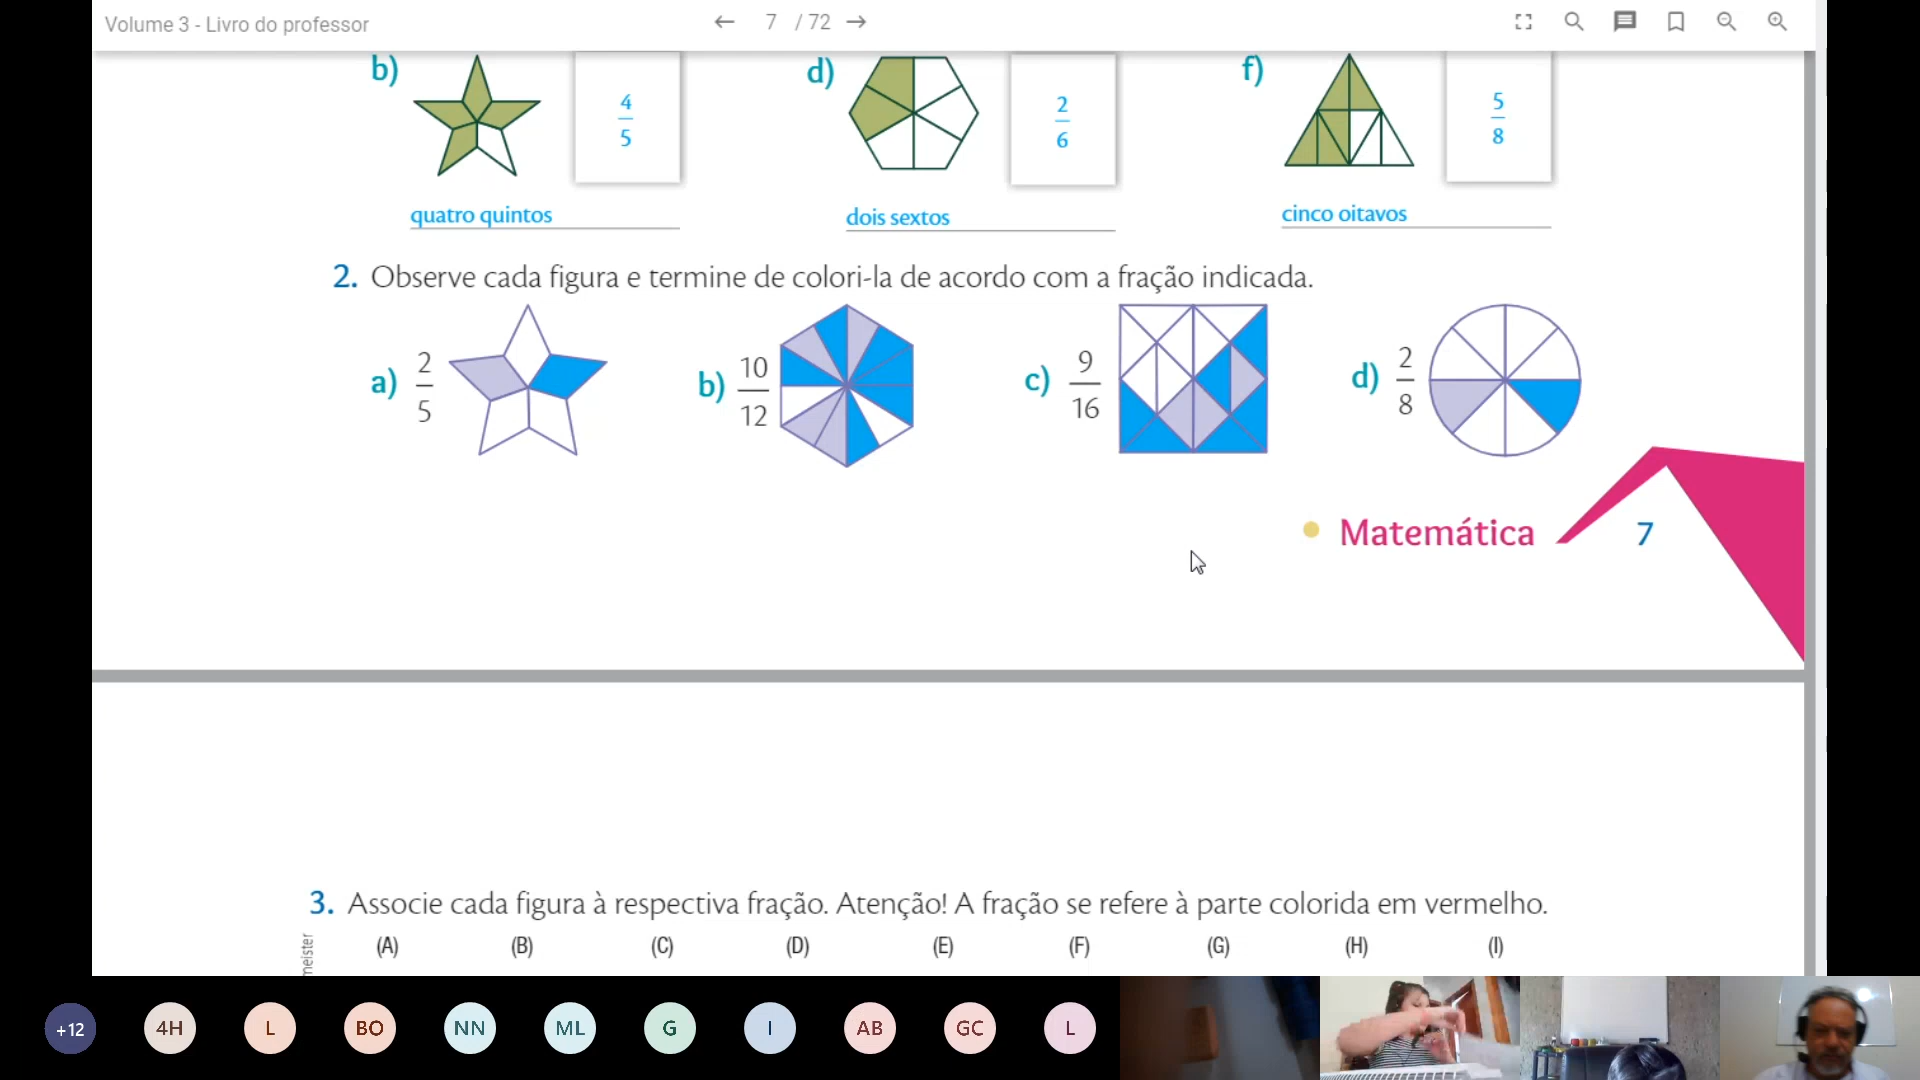 Volume 3 - Livro do professor
7 / 72
b)
4
5
quatro quintos
d)
2
6
dois sextos
f)
5
8
cinco oitavos
2. Observe cada figura e termine de colori-la de acordo com a fração indicada.
a) 2
5
b) 10
12
c) 9
16
d) 2
8
Matemática 7
3. Associe cada figura à respectiva fração. Atenção! A fração se refere à parte colorida em vermelho.
meister
(A) (B) (C) (D) (E) (F) (G) (H) (I)
+12 4H L BO NN ML G I AB GC L